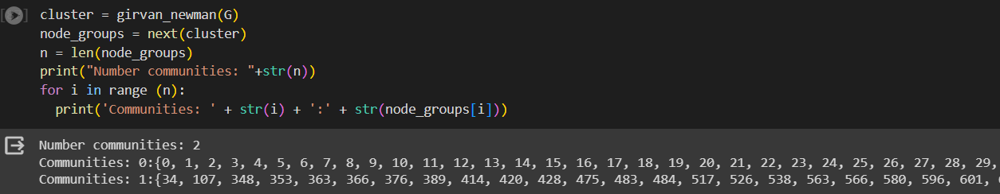 cluster = girvan_newman(G)
node_groups = next(cluster)
n = len(node_groups)
print("Number communities: "+str(n))
for i in range (n):
  print('Communities: ' + str(i) + ':' + str(node_groups[i]))
Number communities: 2
Communities: 0:{0, 1, 2, 3, 4, 5, 6, 7, 8, 9, 10, 11, 12, 13, 14, 15, 16, 17, 18, 19, 20, 21, 22, 23, 24, 25, 26, 27, 28, 29,
Communities: 1:{34, 107, 348, 353, 363, 366, 376, 389, 414, 420, 428, 475, 483, 484, 517, 526, 538, 563, 566, 580, 596, 601,